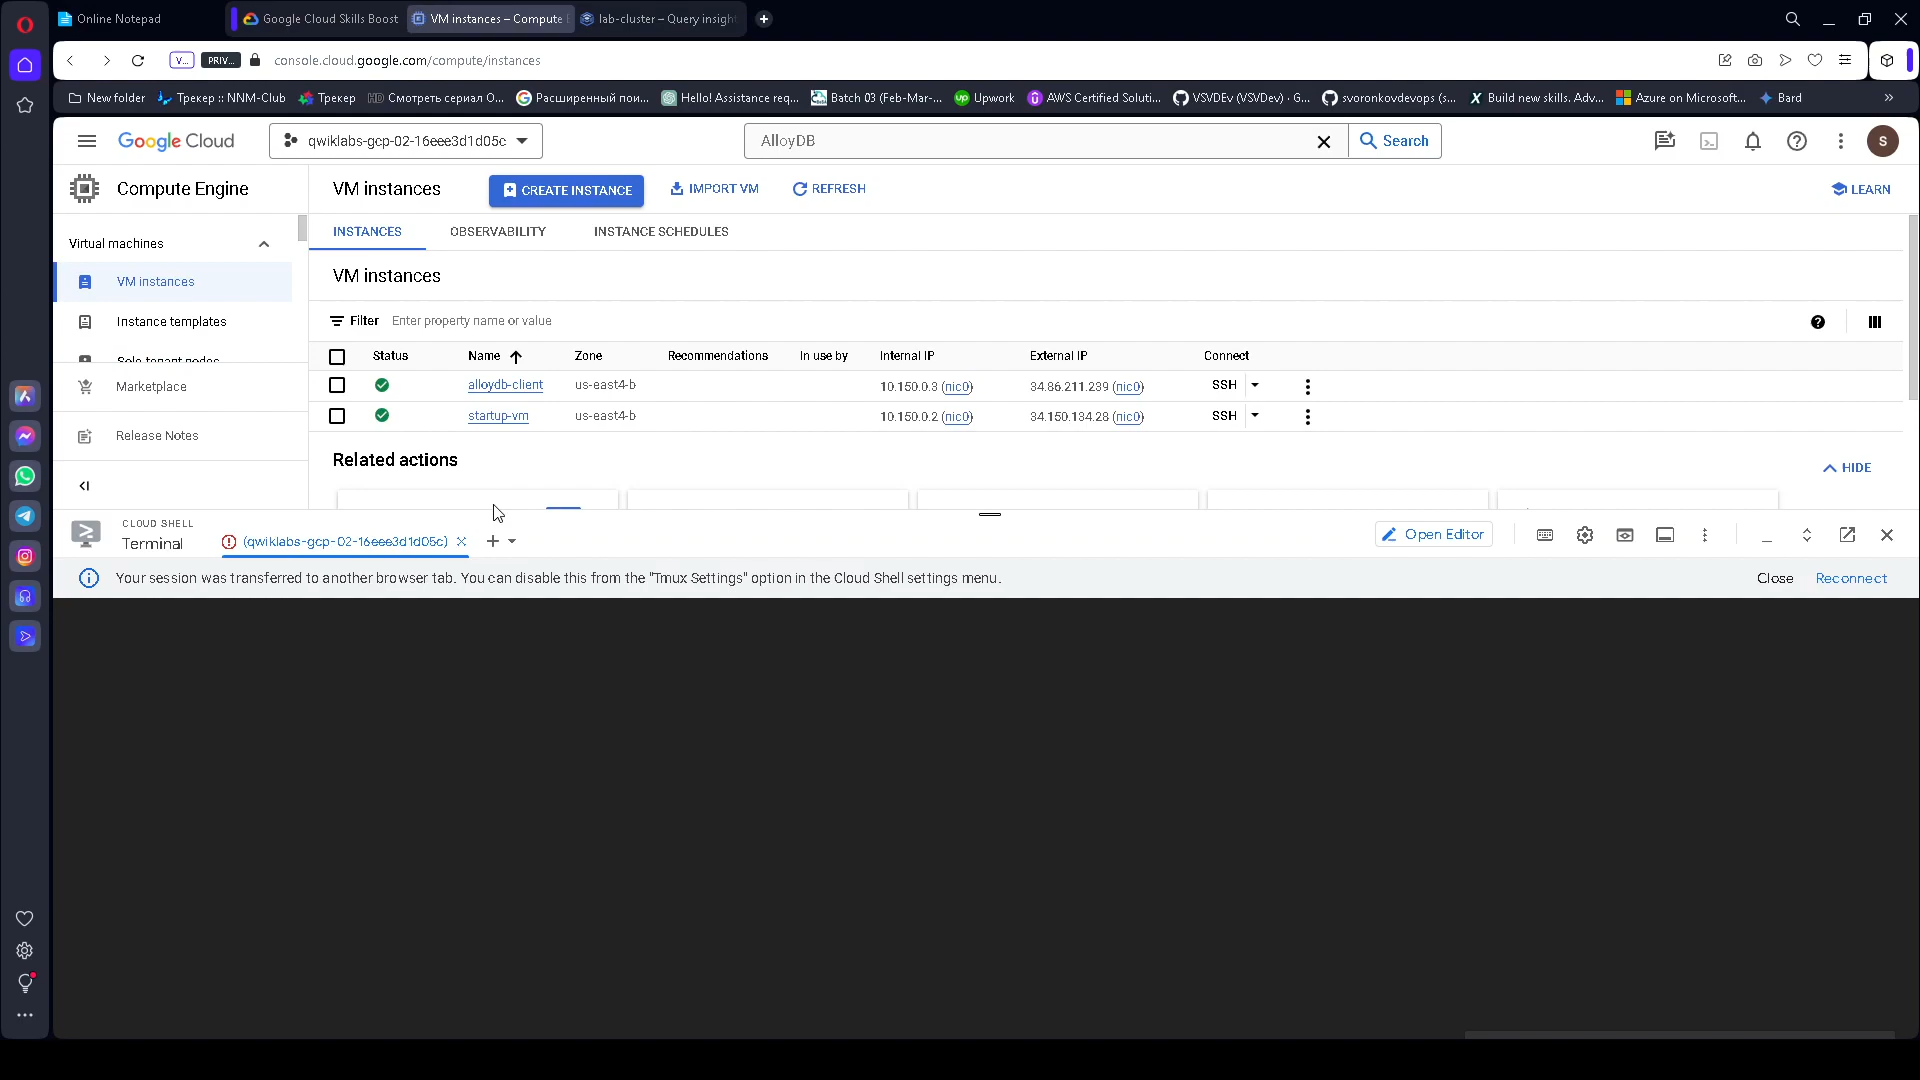 Online Notepad
Google Cloud Skills Boost
VM instances – Compute E
lab-cluster – Query insight
V... PRIV... console.cloud.google.com/compute/instances
New folder
Трекер :: NNM-Club
Трекер
HD Смотреть сериал О...
Расширенный пои...
Hello! Assistance req...
Batch 03 (Feb-Mar-...
Upwork
AWS Certified Soluti...
VSVDEv (VSVDev) · G...
svoronkovdevops (s...
Build new skills. Adv...
Azure on Microsoft...
Bard
»
Google Cloud
qwiklabs-gcp-02-16eee3d1d05c
AlloyDB
Search
S
Compute Engine
VM instances
CREATE INSTANCE
IMPORT VM
REFRESH
LEARN
Virtual machines
VM instances
Instance templates
Sole-tenant nodes
Marketplace
Release Notes
INSTANCES
OBSERVABILITY
INSTANCE SCHEDULES
VM instances
Filter Enter property name or value
Status Name Zone Recommendations In use by Internal IP External IP Connect
alloydb-client us-east4-b 10.150.0.3 (nic0) 34.86.211.239 (nic0) SSH
startup-vm us-east4-b 10.150.0.2 (nic0) 34.150.134.28 (nic0) SSH
Related actions
HIDE
CLOUD SHELL
Terminal
(qwiklabs-gcp-02-16eee3d1d05c)
Open Editor
Your session was transferred to another browser tab. You can disable this from the "Tmux Settings" option in the Cloud Shell settings menu.
Close
Reconnect